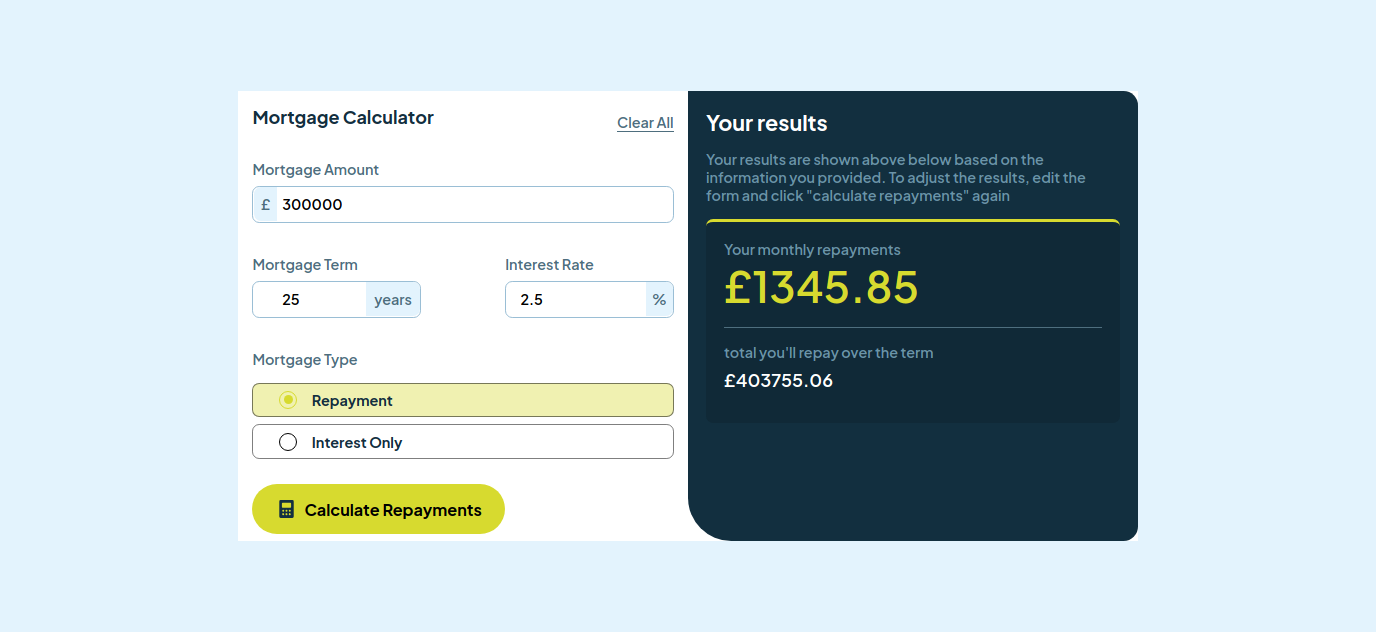 Mortgage Calculator
Clear All
Mortgage Amount
£ 300000
Mortgage Term
25 years
Interest Rate
2.5 %
Mortgage Type
Repayment
Interest Only
Calculate Repayments
Your results
Your results are shown above below based on the
information you provided. To adjust the results, edit the
form and click "calculate repayments" again
Your monthly repayments
£1345.85
total you'll repay over the term
£403755.06